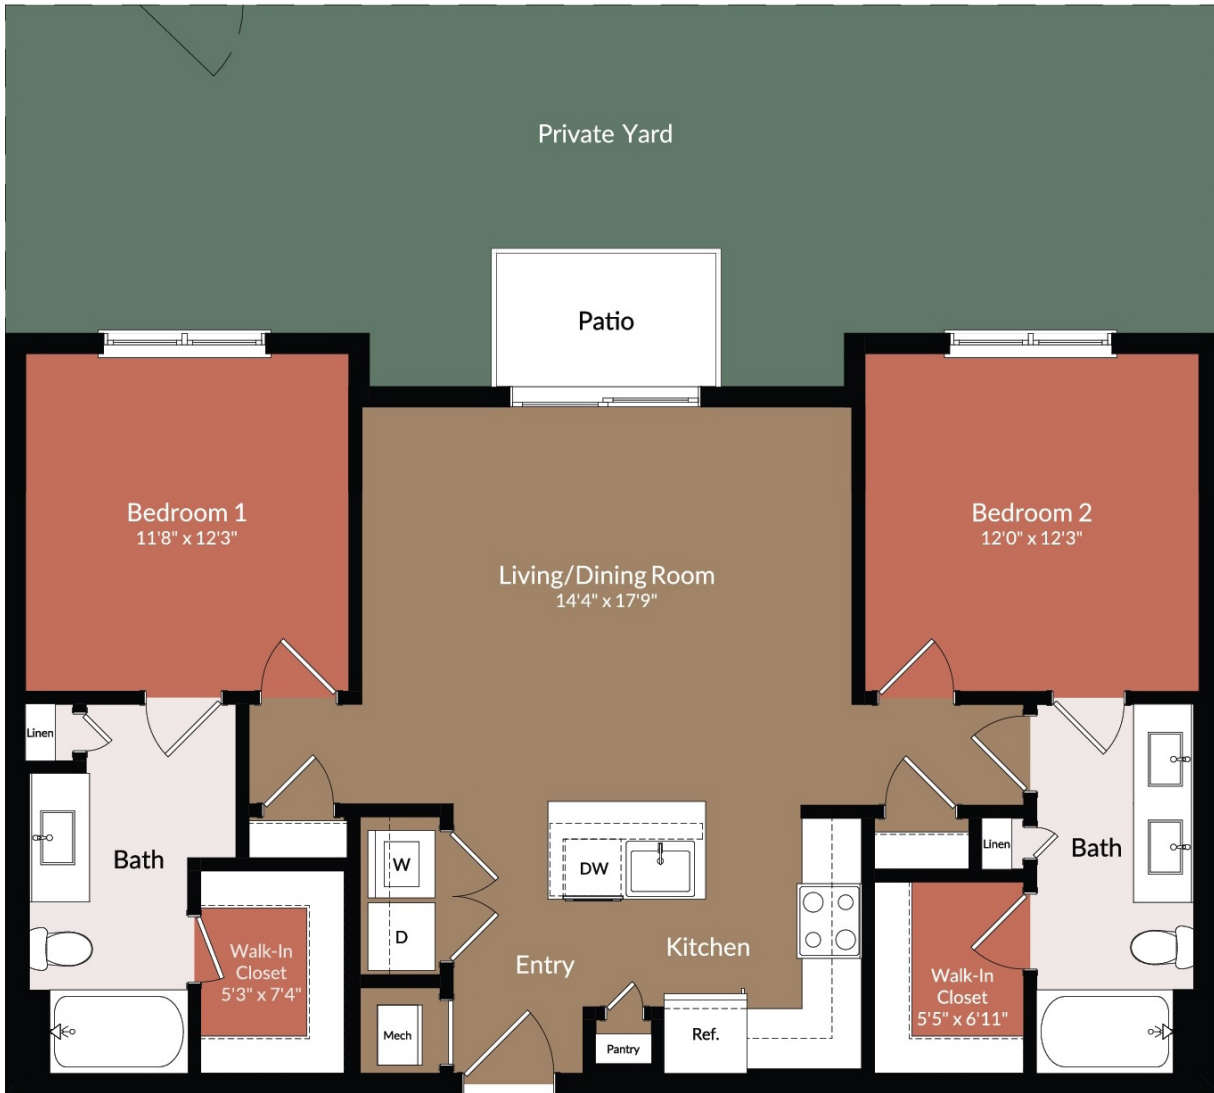 Private Yard
Patio
Bedroom 1
11'8" x 12'3"
Bedroom 2
12'0" x 12'3"
Living/Dining Room
14'4" x 17'9"
Linen
Bath
W
D
DW
Linen
Bath
Kitchen
Entry
Walk-In
Closet
5'3" x 7'4"
Walk-In
Closet
5'5" x 6'11"
Mech
Pantry
Ref.